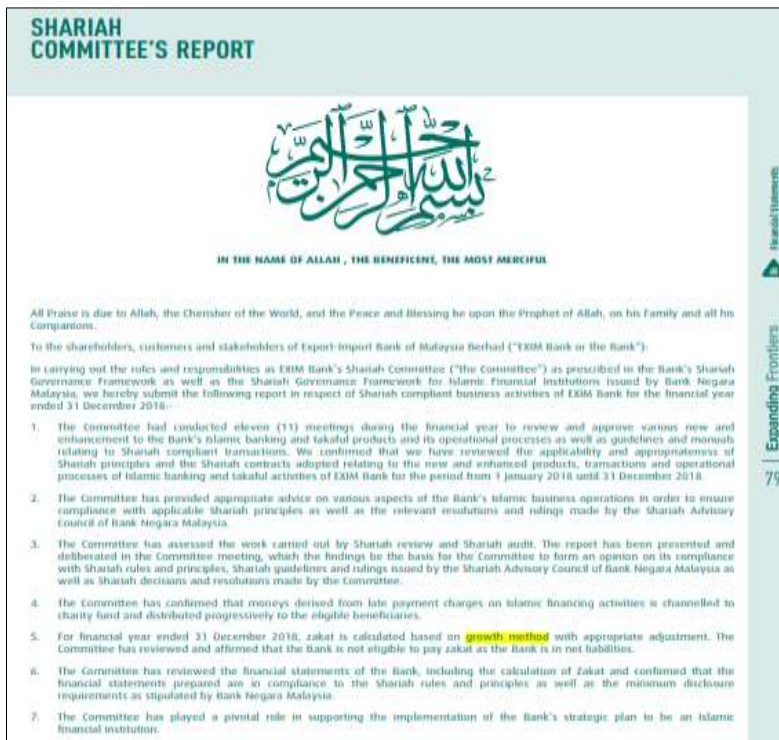 SHARIAH
COMMITTEE'S REPORT
بسم الله الرحمن الرحيم
IN THE NAME OF ALLAH , THE BENEFICENT, THE MOST MERCIFUL
All Praise is due to Allah, the Cherisher of the World, and the Peace and Blessing be upon the Prophet of Allah, on his Family and all his
Companions.
To the shareholders, customers and stakeholders of Export-Import Bank of Malaysia Berhad ("EXIM Bank or the Bank"):
In carrying out the roles and responsibilities as EXIM Bank's Shariah Committee ("the Committee") as prescribed in the Bank's Shariah
Governance Framework as well as the Shariah Governance Framework for Islamic Financial Institutions issued by Bank Negara
Malaysia, we hereby submit the following report in respect of Shariah compliant business activities of EXIM Bank for the financial year
ended 31 December 2018:-
1. The Committee had conducted eleven (11) meetings during the financial year to review and approve various new and
enhancement to the Bank's Islamic banking and takaful products and its operational processes as well as guidelines and manuals
relating to Shariah compliant transactions. We confirmed that we have reviewed the applicability and appropriateness of
Shariah principles and the Shariah contracts adopted relating to the new and enhanced products, transactions and operational
processes of Islamic banking and takaful activities of EXIM Bank for the period from 1 January 2018 until 31 December 2018.
2. The Committee has provided appropriate advice on various aspects of the Bank's Islamic business operations in order to ensure
compliance with applicable Shariah principles as well as the relevant resolutions and rulings made by the Shariah Advisory
Council of Bank Negara Malaysia.
3. The Committee has assessed the work carried out by Shariah review and Shariah audit. The report has been presented and
deliberated in the Committee meeting, which the findings be the basis for the Committee to form an opinion on its compliance
with Shariah rules and principles, Shariah guidelines and rulings issued by the Shariah Advisory Council of Bank Negara Malaysia as
well as Shariah decisions and resolutions made by the Committee.
4. The Committee has confirmed that moneys derived from late payment charges on Islamic financing activities is channelled to
charity fund and distributed progressively to the eligible beneficiaries.
5. For financial year ended 31 December 2018, zakat is calculated based on growth method with appropriate adjustment. The
Committee has reviewed and affirmed that the Bank is not eligible to pay zakat as the Bank is in net liabilities.
6. The Committee has reviewed the financial statements of the Bank, including the calculation of Zakat and confirmed that the
financial statements prepared are in compliance to the Shariah rules and principles as well as the minimum disclosure
requirements as stipulated by Bank Negara Malaysia.
7. The Committee has played a pivotal role in supporting the implementation of the Bank's strategic plan to be an Islamic
financial institution.
Financial Statements
Expanding Frontiers
79